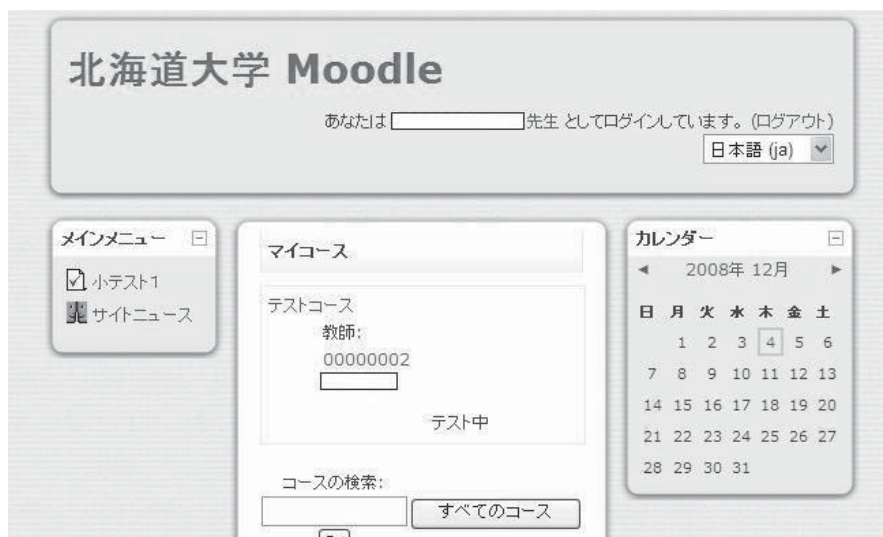 北海道大学 Moodle
あなたは 先生 としてログインしています。(ログアウト)
日本語 (ja)
メインメニュー
小テスト1
サイトニュース
マイコース
テストコース
教師:
00000002
テスト中
コースの検索:
すべてのコース
カレンダー
◄ 2008年 12月 ►
日 月 火 水 木 金 土
1 2 3 4 5 6
7 8 9 10 11 12 13
14 15 16 17 18 19 20
21 22 23 24 25 26 27
28 29 30 31